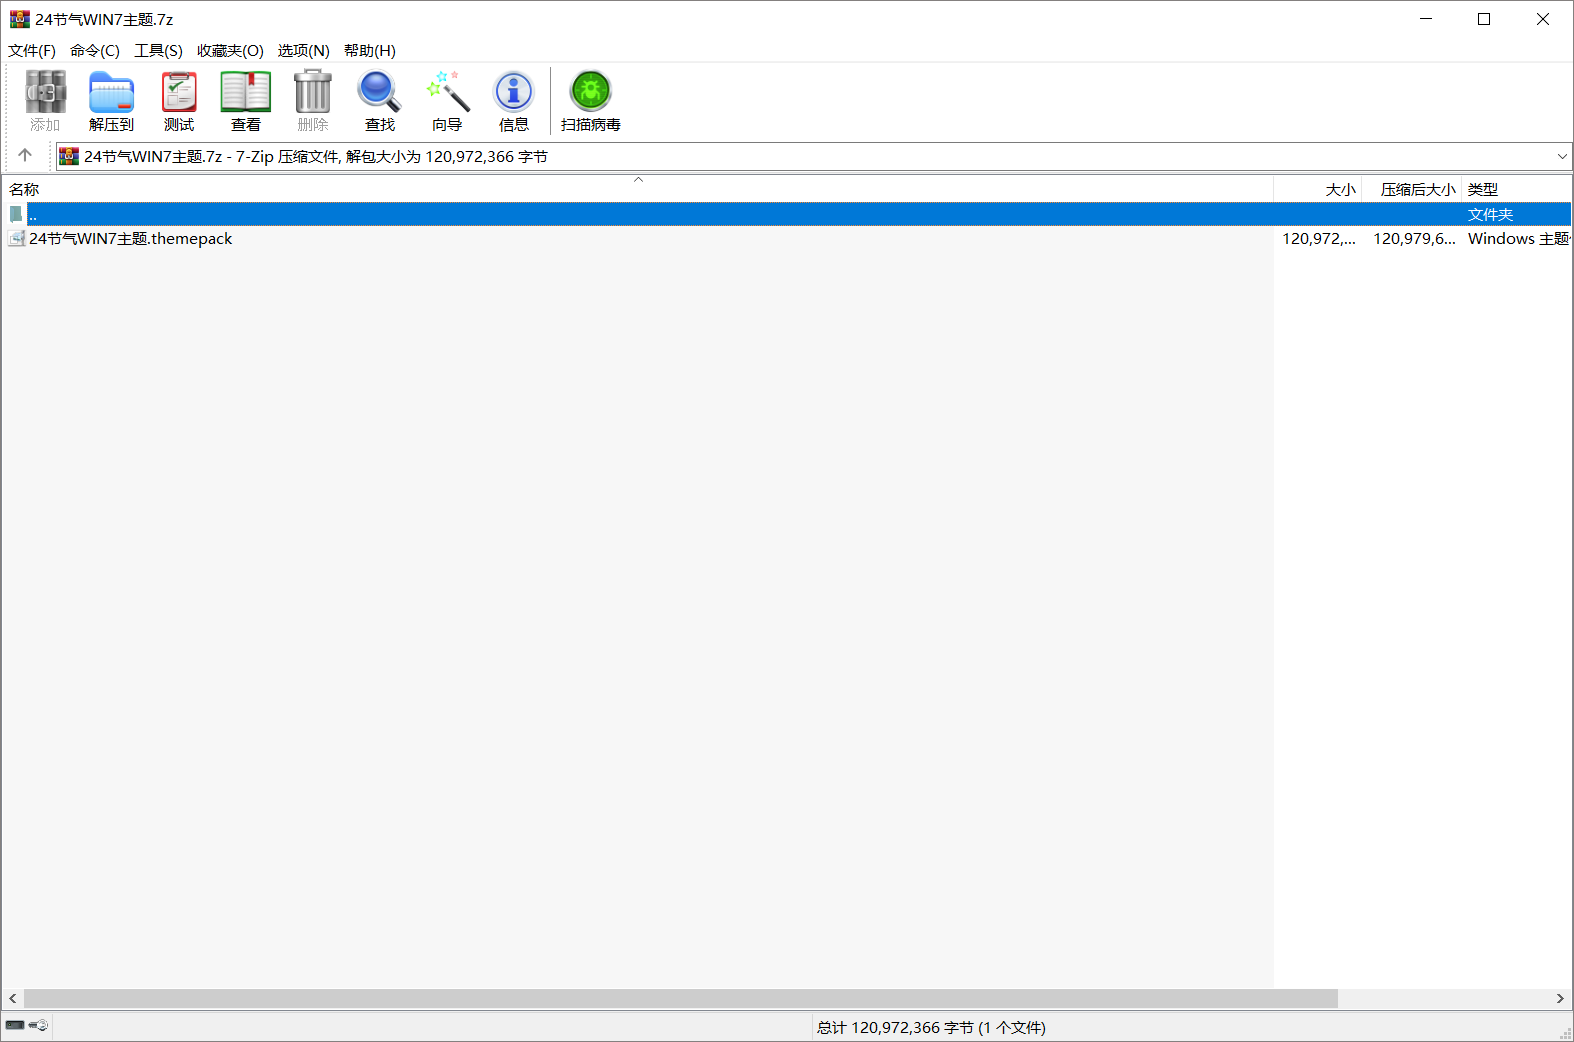 24节气WIN7主题.7z
文件(F) 命令(C) 工具(S) 收藏夹(O) 选项(N) 帮助(H)
添加 解压到 测试 查看 删除 查找 向导 信息 扫描病毒
24节气WIN7主题.7z - 7-Zip 压缩文件, 解包大小为 120,972,366 字节
名称 大小 压缩后大小 类型
.. 文件夹
24节气WIN7主题.themepack 120,972,... 120,979,6... Windows 主题
总计 120,972,366 字节 (1 个文件)